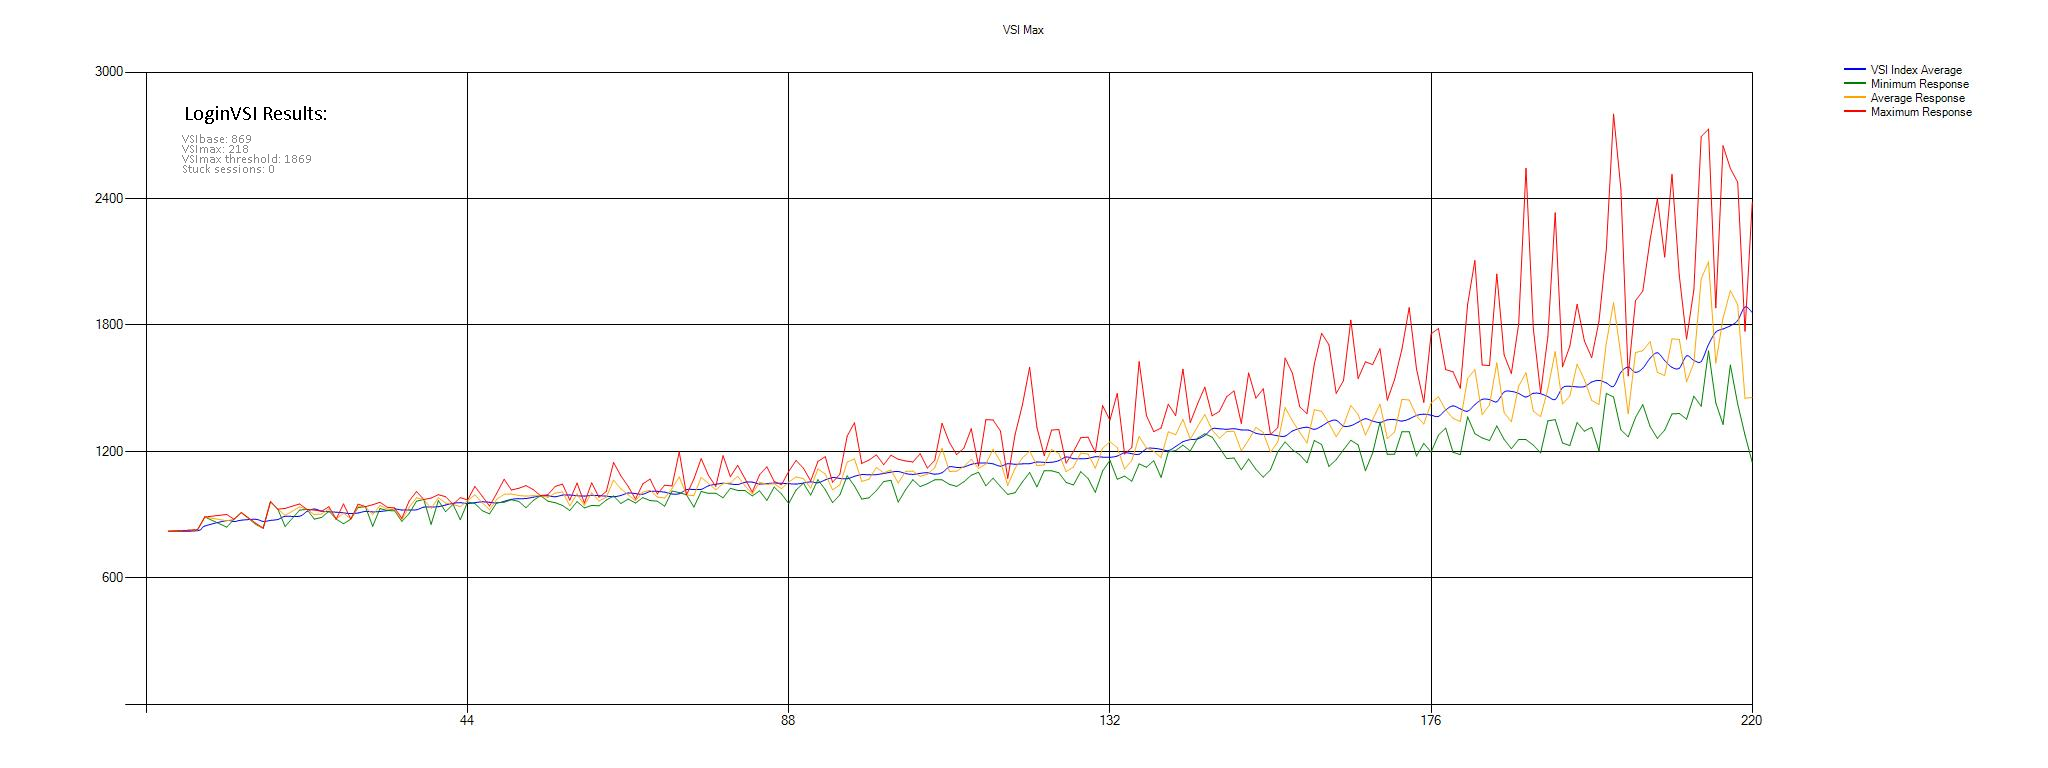 VSI Max
3000
2400
1800
1200
600
44
88
132
176
220
LoginVSI Results:
VSIbase: 869
VSImax: 218
VSImax threshold: 1869
Stuck sessions: 0
VSI Index Average
Minimum Response
Average Response
Maximum Response